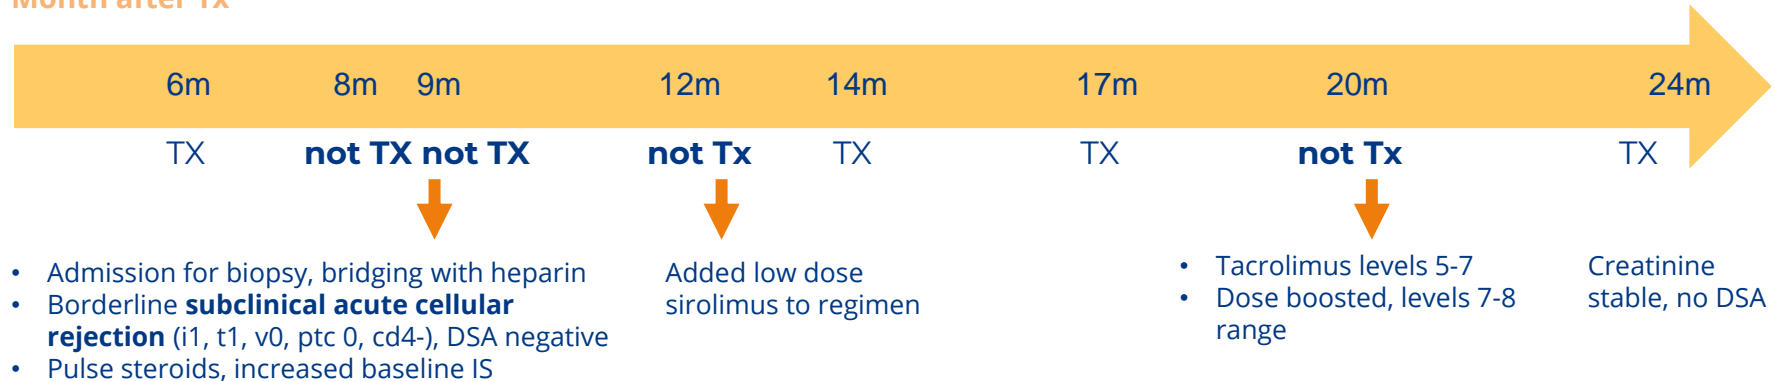 Month after Tx
6m 8m 9m 12m 14m 17m 20m 24m
TX not TX not TX not Tx TX TX not Tx TX
• Admission for biopsy, bridging with heparin
• Borderline subclinical acute cellular
rejection (i1, t1, v0, ptc 0, cd4-), DSA negative
• Pulse steroids, increased baseline IS
Added low dose
sirolimus to regimen
• Tacrolimus levels 5-7
• Dose boosted, levels 7-8
range
Creatinine
stable, no DSA